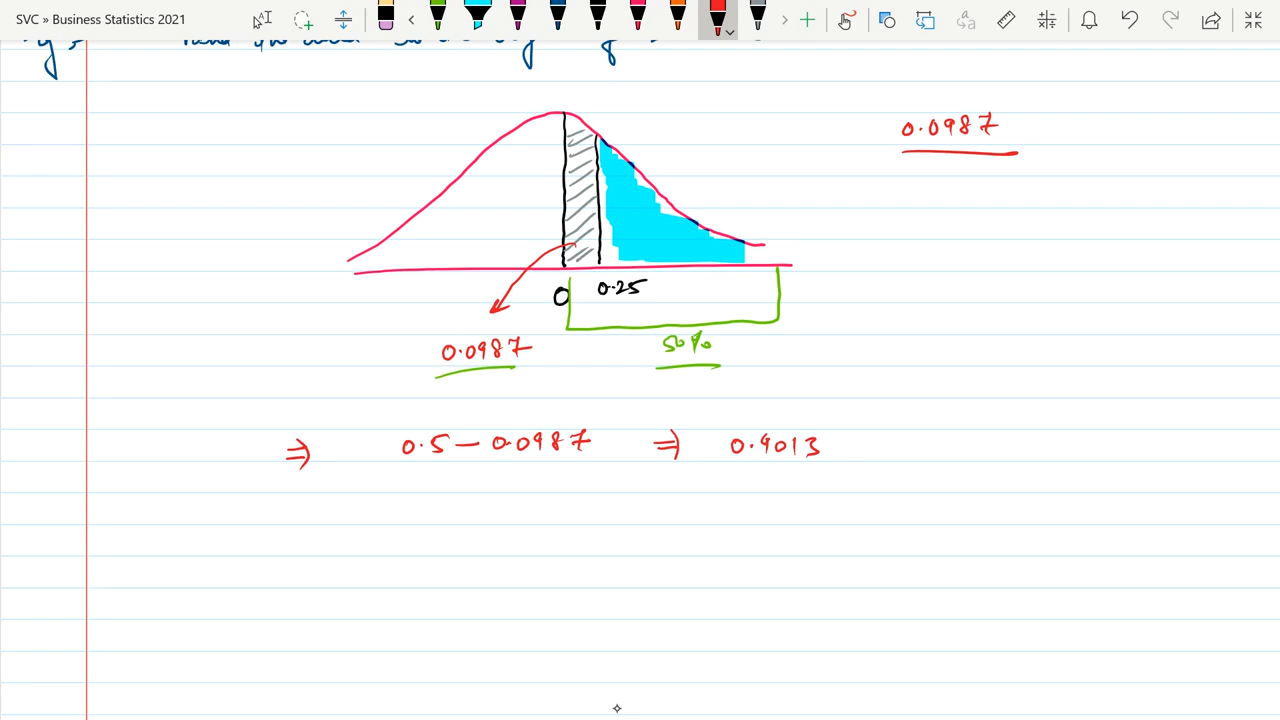 SVC » Business Statistics 2021
0.0987
0 0.25
0.0987 50%
⇒ 0.5 – 0.0987 ⇒ 0.4013